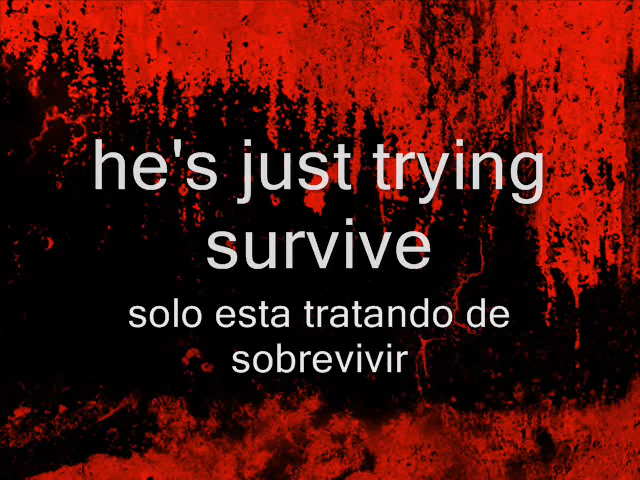 he's just trying
survive
solo esta tratando de
sobrevivir